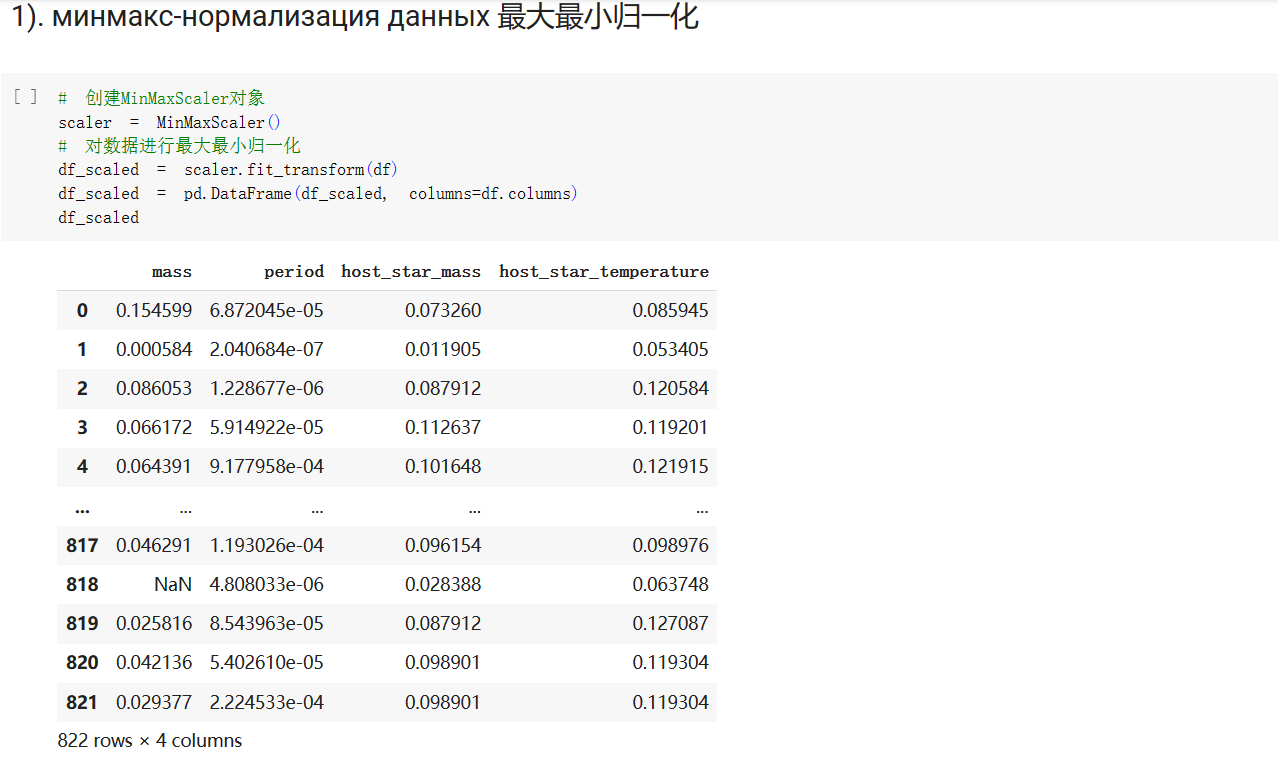 1). минмакс-нормализация данных 最大最小归一化
[ ] # 创建MinMaxScaler对象
scaler = MinMaxScaler()
# 对数据进行最大最小归一化
df_scaled = scaler.fit_transform(df)
df_scaled = pd.DataFrame(df_scaled, columns=df.columns)
df_scaled
mass period host_star_mass host_star_temperature
0 0.154599 6.872045e-05 0.073260 0.085945
1 0.000584 2.040684e-07 0.011905 0.053405
2 0.086053 1.228677e-06 0.087912 0.120584
3 0.066172 5.914922e-05 0.112637 0.119201
4 0.064391 9.177958e-04 0.101648 0.121915
... ... ... ... ...
817 0.046291 1.193026e-04 0.096154 0.098976
818 NaN 4.808033e-06 0.028388 0.063748
819 0.025816 8.543963e-05 0.087912 0.127087
820 0.042136 5.402610e-05 0.098901 0.119304
821 0.029377 2.224533e-04 0.098901 0.119304
822 rows × 4 columns